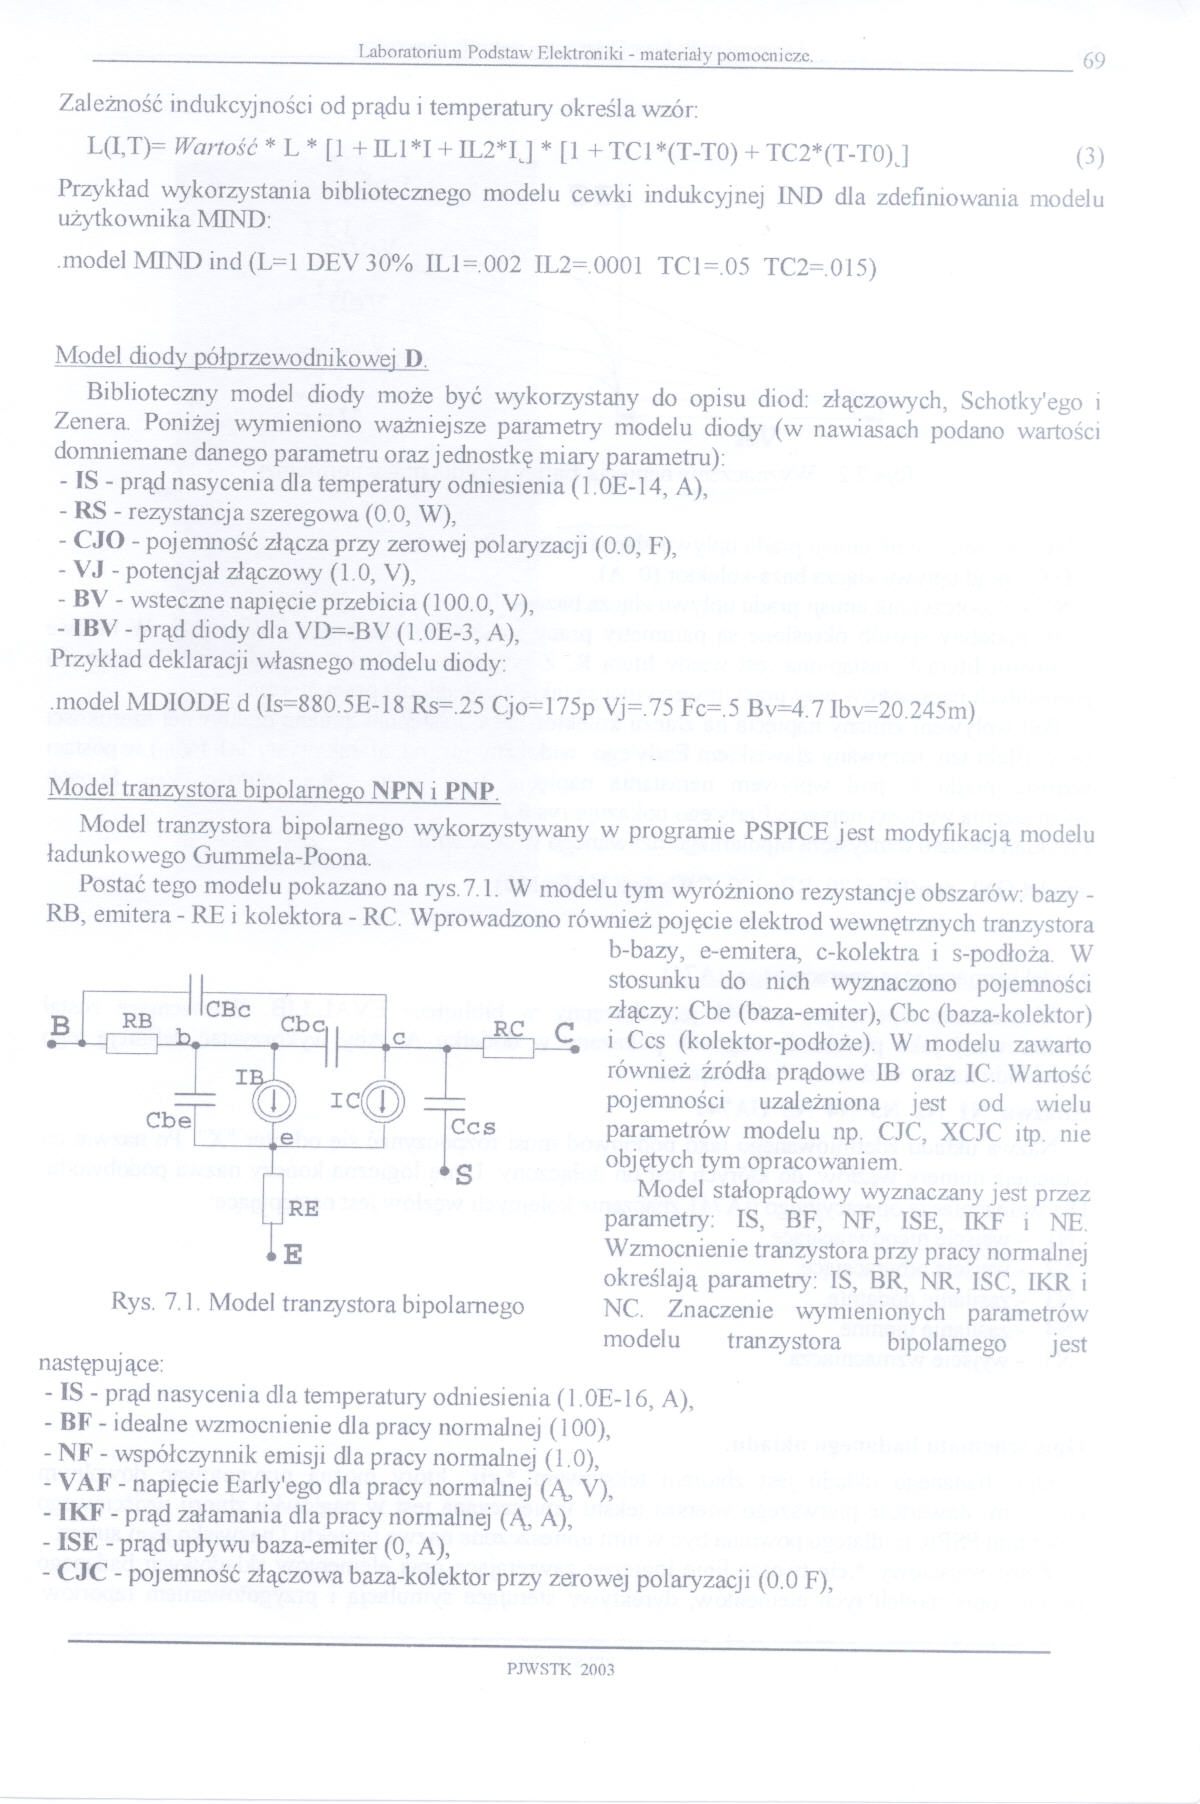 Laboratorium Podstaw Elektroniki - materiały pomocnicze.
69
Zależność indukcyjności od prądu i temperatury określa wzór:
L(I,T)= Wartość * L * [1 + IL1*I + IL2*I,] * [1 + TC1*(T-T0) + TC2*(T-T0),] (3)
Przykład wykorzystania bibliotecznego modelu cewki indukcyjnej IND dla zdefiniowania modelu
użytkownika MIND:
.model MIND ind (L=1 DEV 30% IL1=.002 IL2=.0001 TC1=.05 TC2=.015)
Model diody półprzewodnikowej D.
Biblioteczny model diody może być wykorzystany do opisu diod: złączowych, Schotky'ego i
Zenera. Poniżej wymieniono ważniejsze parametry modelu diody (w nawiasach podano wartości
domniemane danego parametru oraz jednostkę miary parametru):
- IS - prąd nasycenia dla temperatury odniesienia (1.0E-14, A),
- RS - rezystancja szeregowa (0.0, W),
- CJO - pojemność złącza przy zerowej polaryzacji (0.0, F),
- VJ - potencjał złączowy (1.0, V),
- BV - wsteczne napięcie przebicia (100.0, V),
- IBV - prąd diody dla VD=-BV (1.0E-3, A),
Przykład deklaracji własnego modelu diody:
.model MDIODE d (Is=880.5E-18 Rs=.25 Cjo=175p Vj=.75 Fc=.5 Bv=4.7 Ibv=20.245m)
Model tranzystora bipolarnego NPN i PNP.
Model tranzystora bipolarnego wykorzystywany w programie PSPICE jest modyfikacją modelu
ładunkowego Gummela-Poona.
Postać tego modelu pokazano na rys.7.1. W modelu tym wyróżniono rezystancje obszarów: bazy -
RB, emitera - RE i kolektora - RC. Wprowadzono również pojęcie elektrod wewnętrznych tranzystora
b-bazy, e-emitera, c-kolektra i s-podłoża. W
stosunku do nich wyznaczono pojemności
złączy: Cbe (baza-emiter), Cbc (baza-kolektor)
i Ccs (kolektor-podłoże). W modelu zawarto
również źródła prądowe IB oraz IC. Wartość
pojemności uzależniona jest od wielu
parametrów modelu np. CJC, XCJC itp. nie
objętych tym opracowaniem.
Model stałoprądowy wyznaczany jest przez
parametry: IS, BF, NF, ISE, IKF i NE.
Wzmocnienie tranzystora przy pracy normalnej
określają parametry: IS, BR, NR, ISC, IKR i
NC. Znaczenie wymienionych parametrów
modelu tranzystora bipolarnego jest
CBc
B RB b Cbc c RC C
IB IC
Cbe Ccs
e
S
RE
E
Rys. 7.1. Model tranzystora bipolarnego
następujące:
- IS - prąd nasycenia dla temperatury odniesienia (1.0E-16, A),
- BF - idealne wzmocnienie dla pracy normalnej (100),
- NF - współczynnik emisji dla pracy normalnej (1.0),
- VAF - napięcie Early'ego dla pracy normalnej (A, V),
- IKF - prąd załamania dla pracy normalnej (A, A),
- ISE - prąd upływu baza-emiter (0, A),
- CJC - pojemność złączowa baza-kolektor przy zerowej polaryzacji (0.0 F),
PJWSTK 2003